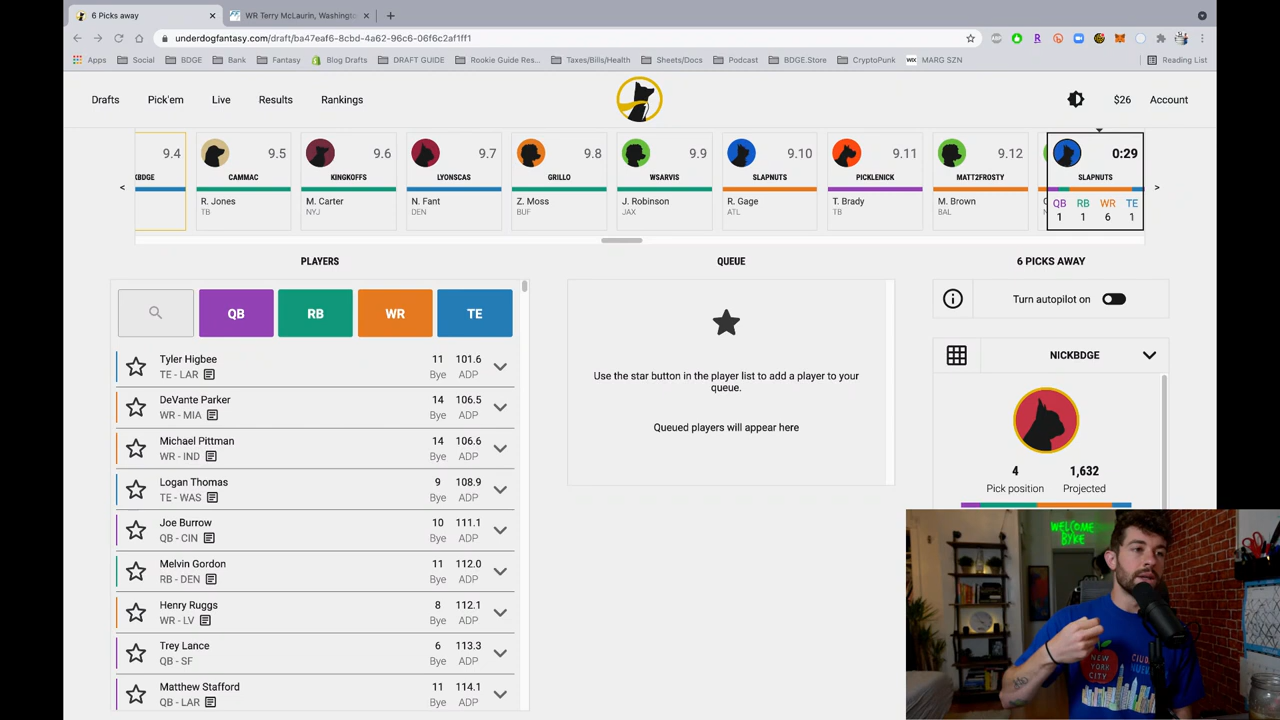 6 Picks away
WR Terry McLaurin, Washingt
underdogfantasy.com/draft/ba47eaf6-8cbd-4a62-96c6-06f6c2af1ff1
Apps Social BDGE Bank Fantasy Blog Drafts DRAFT GUIDE Rookie Guide Res... Taxes/Bills/Health Sheets/Docs Podcast BDGE.Store CryptoPunk WIX MARG SZN Reading List
Drafts Pick'em Live Results Rankings $26 Account
9.4 9.5 9.6 9.7 9.8 9.9 9.10 9.11 9.12 0:29
KBDGE CAMMAC KINGKOFFS LYONSCAS GRILLO WSARVIS SLAPNUTS PICKLENICK MATT2FROSTY SLAPNUTS
R. Jones M. Carter N. Fant Z. Moss J. Robinson R. Gage T. Brady M. Brown QB RB WR TE
TB NYJ DEN BUF JAX ATL TB BAL 1 1 6 1
< >
PLAYERS QUEUE 6 PICKS AWAY
QB RB WR TE
Turn autopilot on
Tyler Higbee 11 101.6
TE - LAR Bye ADP
DeVante Parker 14 106.5
WR - MIA Bye ADP
Michael Pittman 14 106.6
WR - IND Bye ADP
Logan Thomas 9 108.9
TE - WAS Bye ADP
Joe Burrow 10 111.1
QB - CIN Bye ADP
Melvin Gordon 11 112.0
RB - DEN Bye ADP
Henry Ruggs 8 112.1
WR - LV Bye ADP
Trey Lance 6 113.3
QB - SF Bye ADP
Matthew Stafford 11 114.1
QB - LAR Bye ADP
Use the star button in the player list to add a player to your
queue.
Queued players will appear here
NICKBDGE
4 1,632
Pick position Projected
WELCOME
BYKE
NEW
YORK
CITY